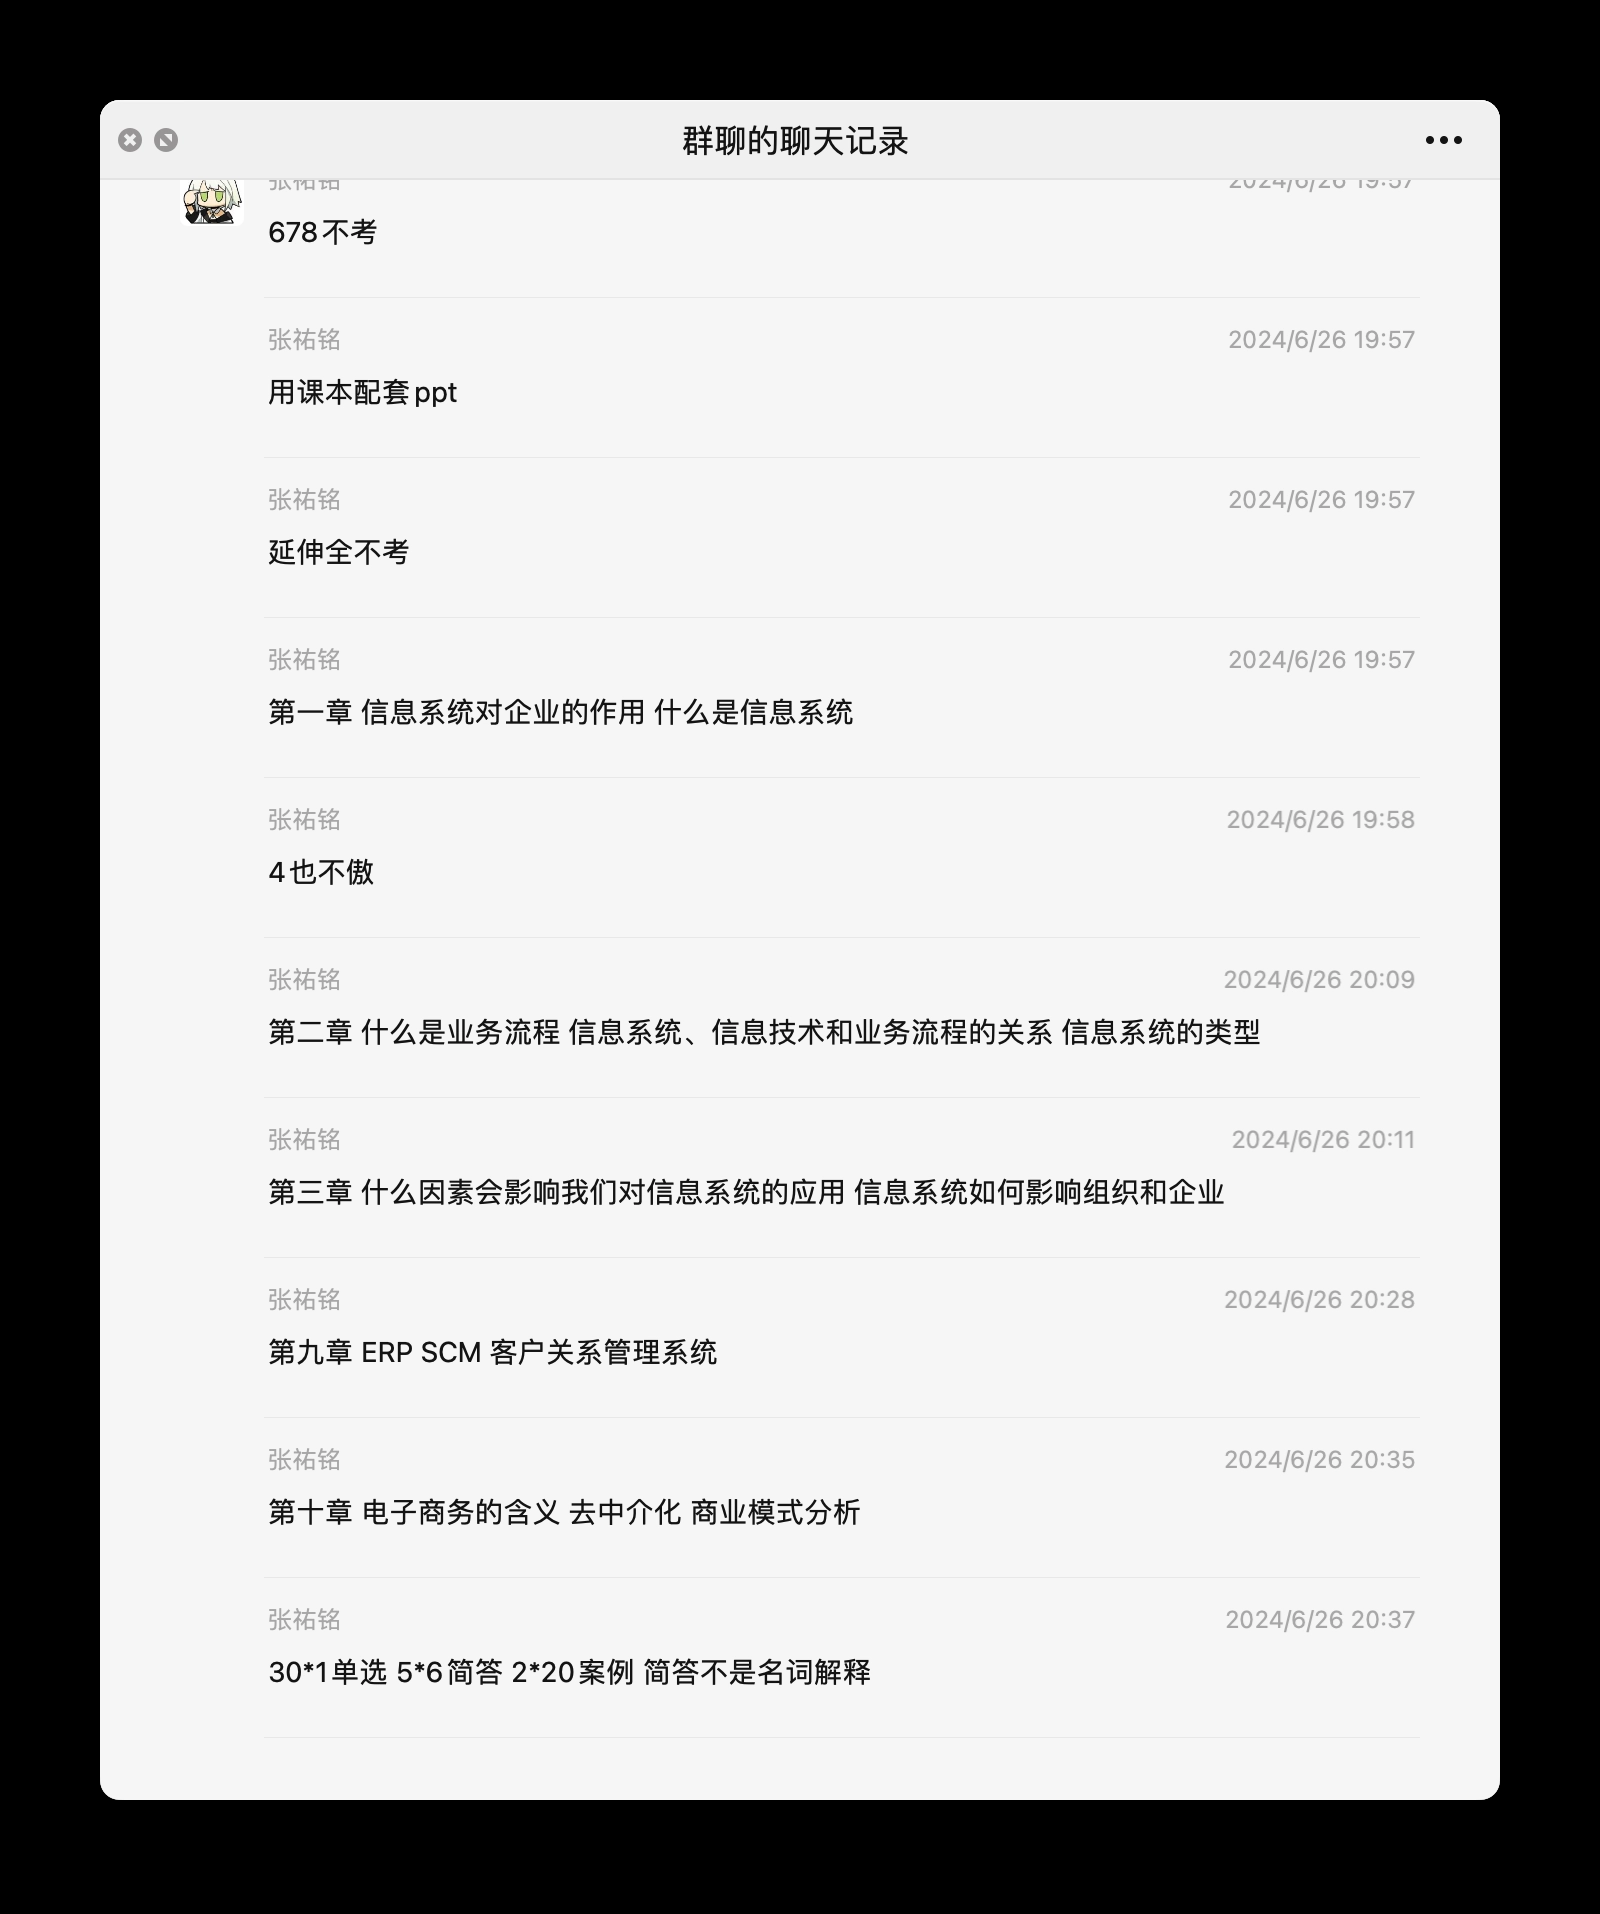 群聊的聊天记录
张祐铭 2024/6/26 19:57
678不考
张祐铭 2024/6/26 19:57
用课本配套ppt
张祐铭 2024/6/26 19:57
延伸全不考
张祐铭 2024/6/26 19:57
第一章 信息系统对企业的作用 什么是信息系统
张祐铭 2024/6/26 19:58
4也不傲
张祐铭 2024/6/26 20:09
第二章 什么是业务流程 信息系统、信息技术和业务流程的关系 信息系统的类型
张祐铭 2024/6/26 20:11
第三章 什么因素会影响我们对信息系统的应用 信息系统如何影响组织和企业
张祐铭 2024/6/26 20:28
第九章 ERP SCM 客户关系管理系统
张祐铭 2024/6/26 20:35
第十章 电子商务的含义 去中介化 商业模式分析
张祐铭 2024/6/26 20:37
30*1单选 5*6简答 2*20案例 简答不是名词解释